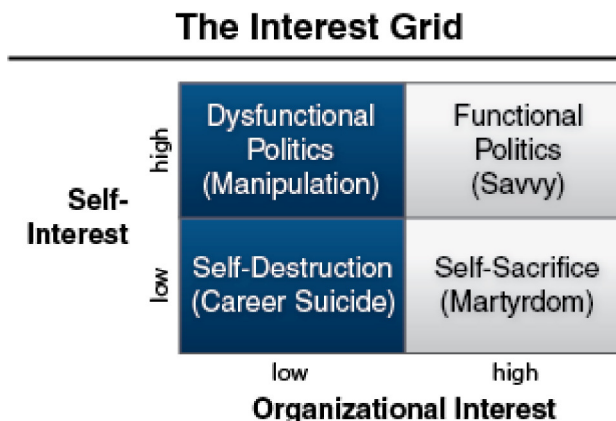 The Interest Grid
Self-
Interest
high
low
Dysfunctional
Politics
(Manipulation)
Functional
Politics
(Savvy)
Self-Destruction
(Career Suicide)
Self-Sacrifice
(Martyrdom)
low
high
Organizational Interest